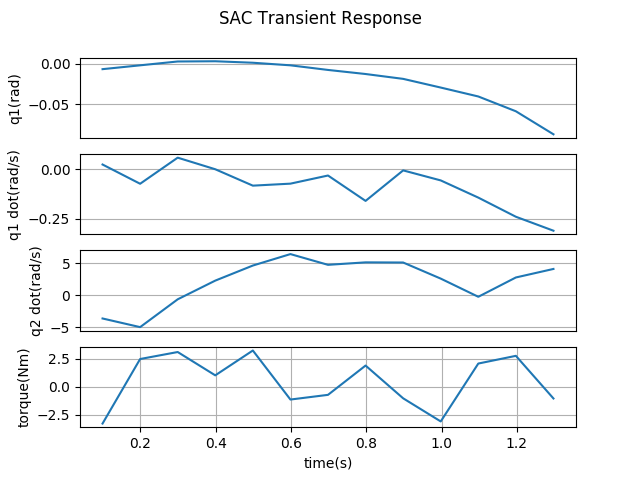 SAC Transient Response
0.00
−0.05
q1(rad)
0.00
−0.25
q1 dot(rad/s)
5
0
−5
q2 dot(rad/s)
2.5
0.0
−2.5
torque(Nm)
0.2 0.4 0.6 0.8 1.0 1.2
time(s)